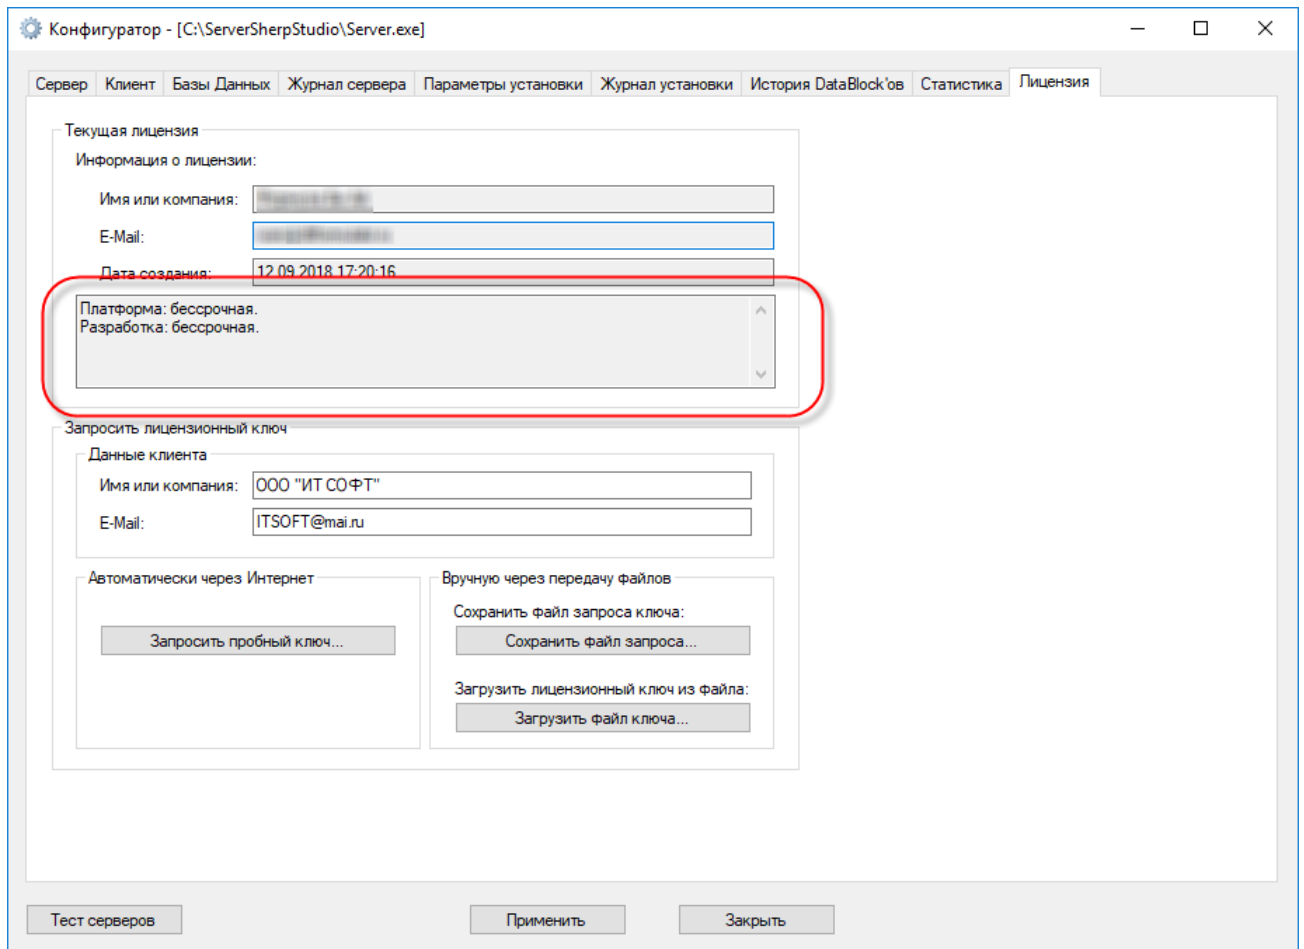 Конфигуратор - [C:\ServerSherpStudio\Server.exe]
Сервер Клиент Базы Данных Журнал сервера Параметры установки Журнал установки История DataBlock'ов Статистика Лицензия
Текущая лицензия
Информация о лицензии:
Имя или компания:
E-Mail:
Дата создания: 12.09.2018 17:20:16
Платформа: бессрочная.
Разработка: бессрочная.
Запросить лицензионный ключ
Данные клиента
Имя или компания: ООО "ИТ СОФТ"
E-Mail: ITSOFT@mai.ru
Автоматически через Интернет
Запросить пробный ключ...
Вручную через передачу файлов
Сохранить файл запроса ключа:
Сохранить файл запроса...
Загрузить лицензионный ключ из файла:
Загрузить файл ключа...
Тест серверов Применить Закрыть